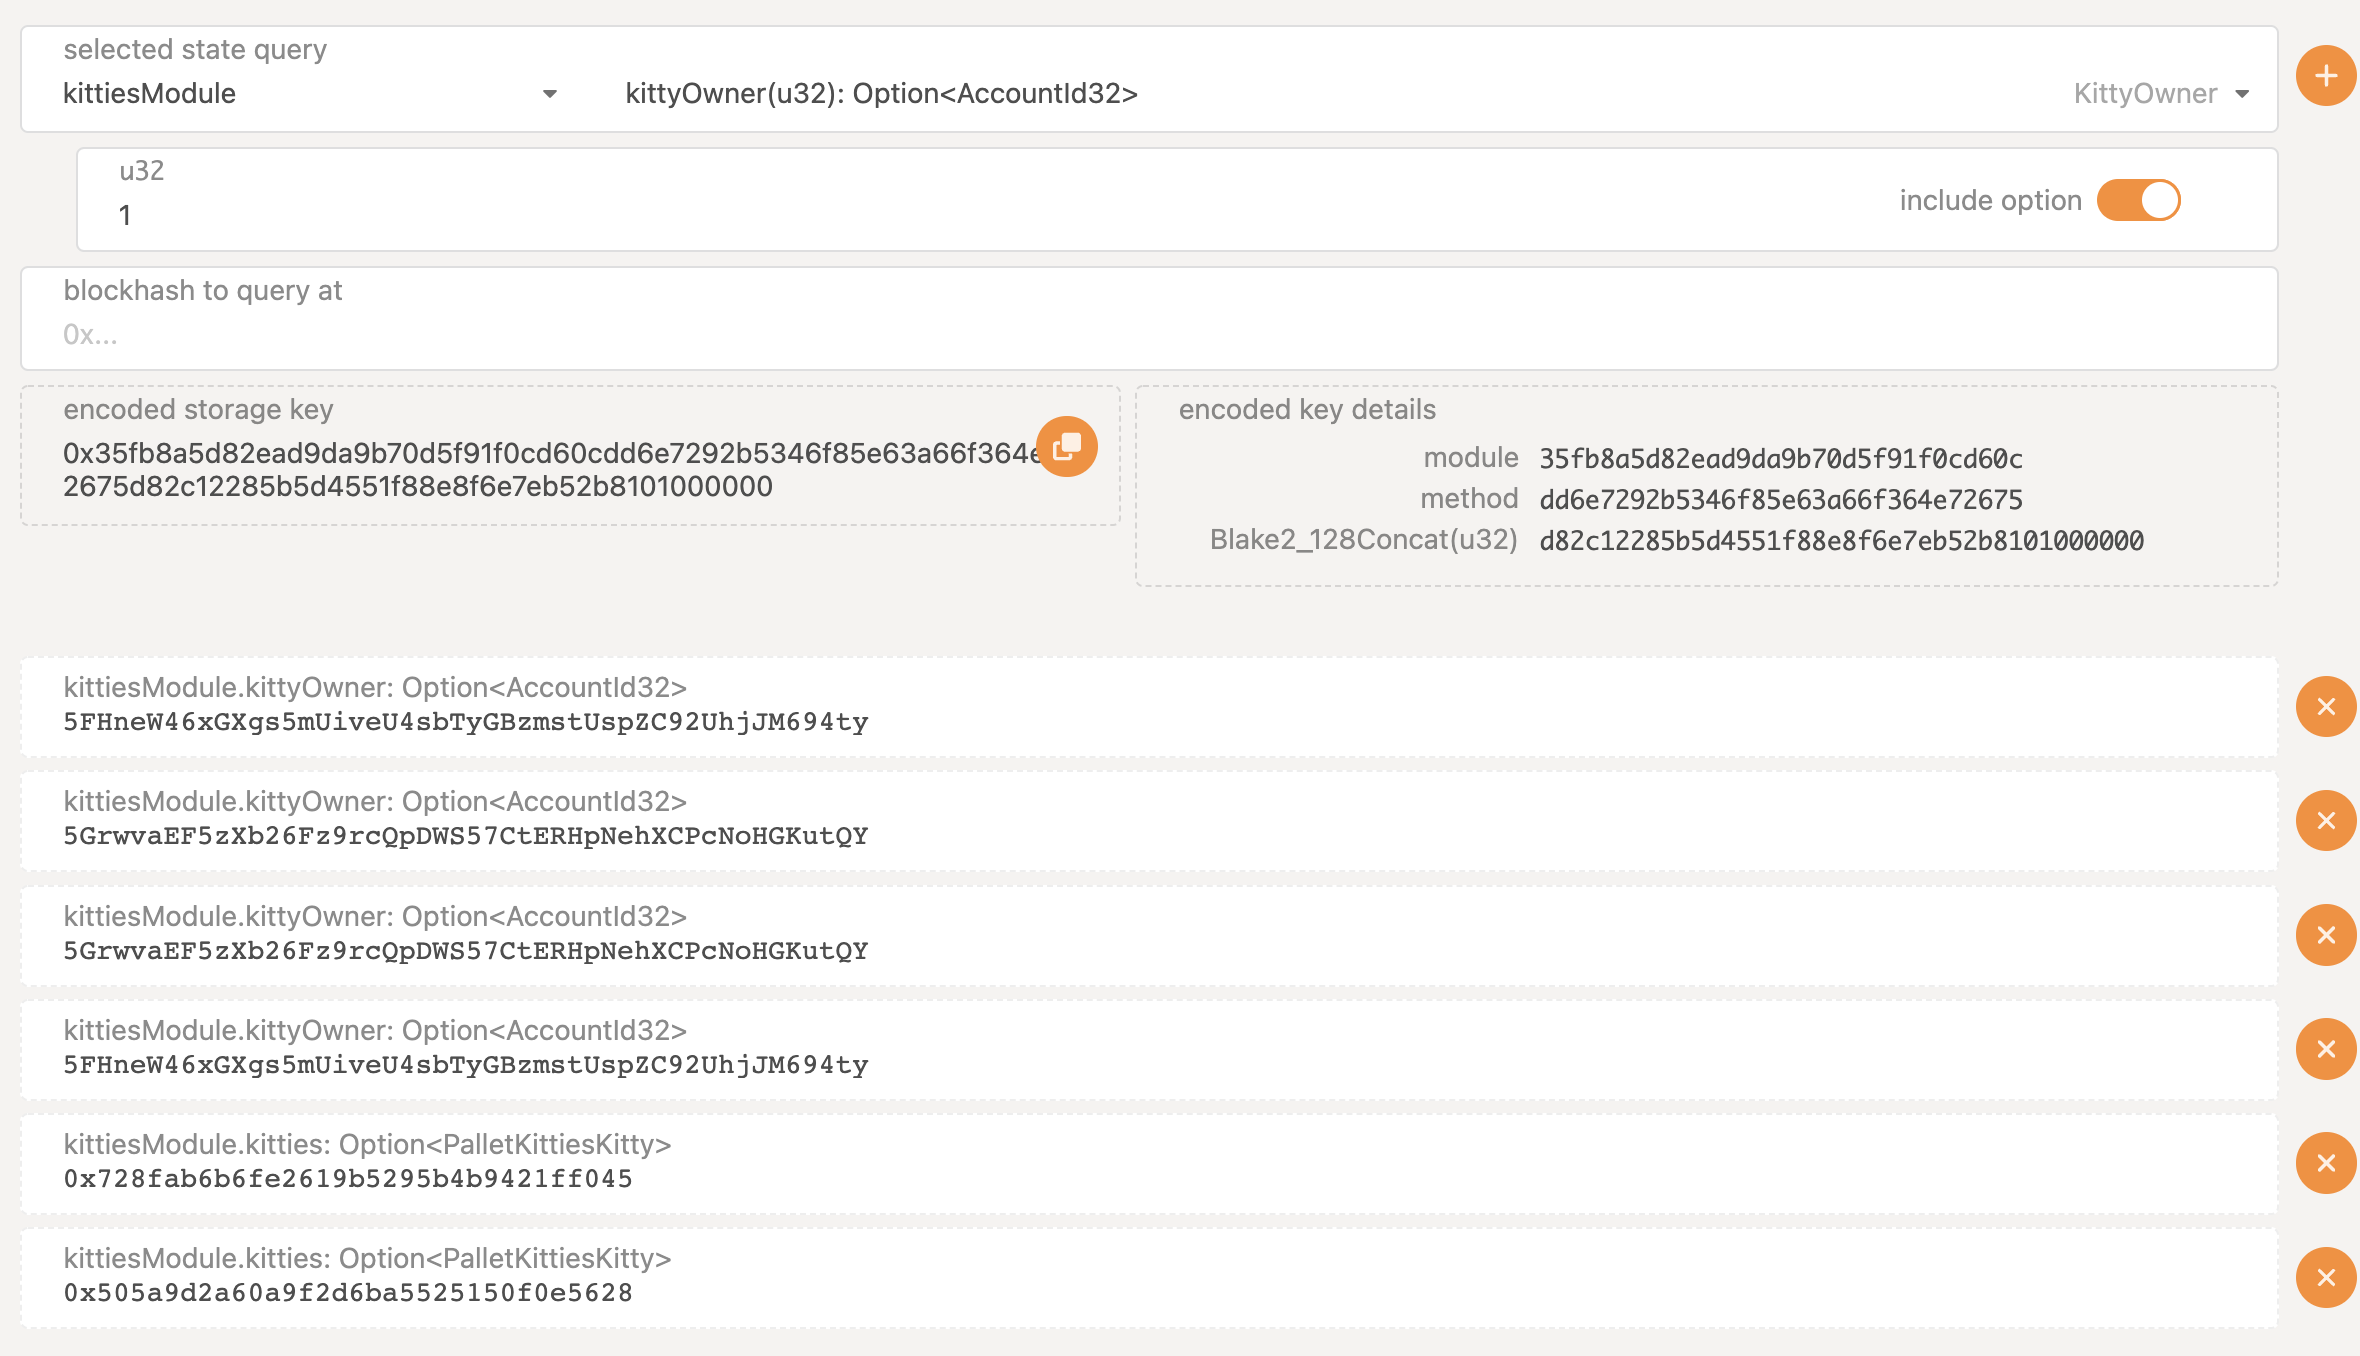 selected state query
kittiesModule
kittyOwner(u32): Option<AccountId32>
KittyOwner
u32
1
include option
blockhash to query at
0x...
encoded storage key
0x35fb8a5d82ead9da9b70d5f91f0cd60cdd6e7292b5346f85e63a66f364e
2675d82c12285b5d4551f88e8f6e7eb52b8101000000
encoded key details
module 35fb8a5d82ead9da9b70d5f91f0cd60c
method dd6e7292b5346f85e63a66f364e72675
Blake2_128Concat(u32) d82c12285b5d4551f88e8f6e7eb52b8101000000
kittiesModule.kittyOwner: Option<AccountId32>
5FHneW46xGXgs5mUiveU4sbTyGBzmstUspZC92UhjJM694ty
kittiesModule.kittyOwner: Option<AccountId32>
5GrwvaEF5zXb26Fz9rcQpDWS57CtERHpNehXCPcNoHGKutQY
kittiesModule.kittyOwner: Option<AccountId32>
5GrwvaEF5zXb26Fz9rcQpDWS57CtERHpNehXCPcNoHGKutQY
kittiesModule.kittyOwner: Option<AccountId32>
5FHneW46xGXgs5mUiveU4sbTyGBzmstUspZC92UhjJM694ty
kittiesModule.kitties: Option<PalletKittiesKitty>
0x728fab6b6fe2619b5295b4b9421ff045
kittiesModule.kitties: Option<PalletKittiesKitty>
0x505a9d2a60a9f2d6ba5525150f0e5628